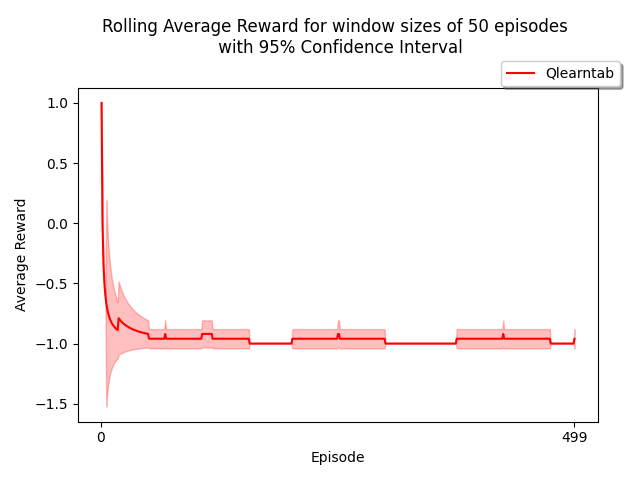 Rolling Average Reward for window sizes of 50 episodes
with 95% Confidence Interval
Qlearntab
1.0
0.5
0.0
−0.5
−1.0
−1.5
Average Reward
0
499
Episode